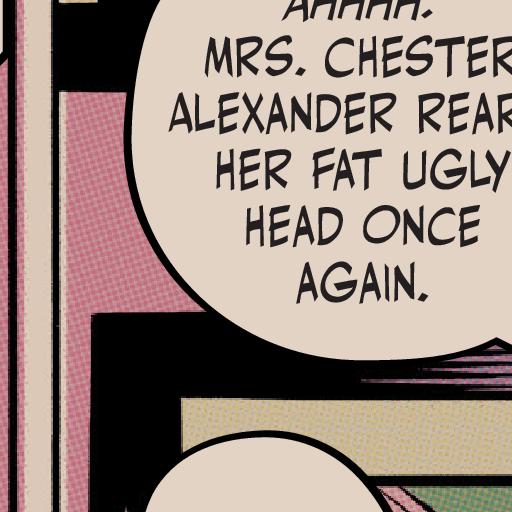 AHHHH.
MRS. CHESTER
ALEXANDER REAR
HER FAT UGLY
HEAD ONCE
AGAIN.